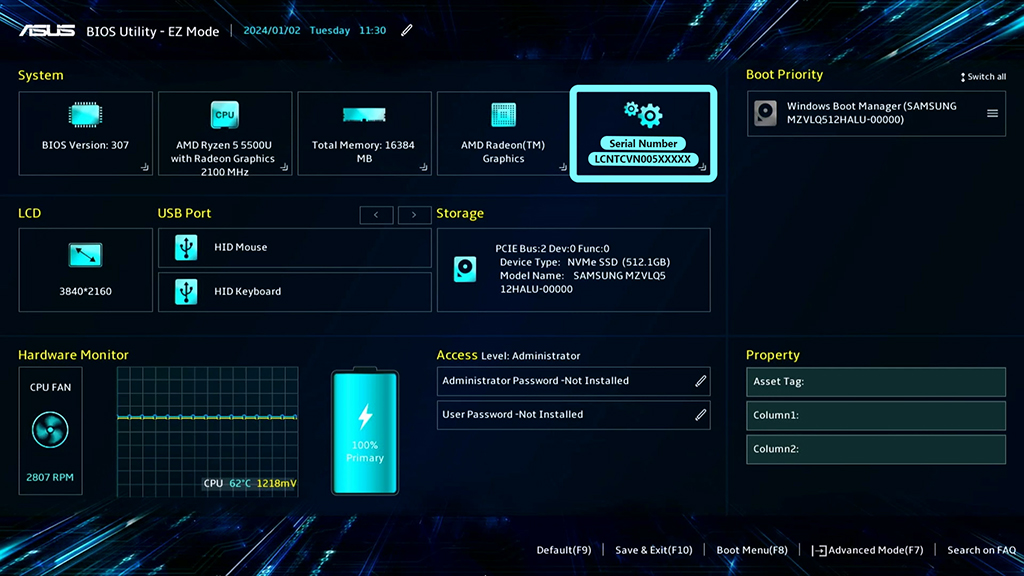 ASUS BIOS Utility - EZ Mode 2024/01/02 Tuesday 11:30
System
BIOS Version: 307
AMD Ryzen 5 5500U
with Radeon Graphics
2100 MHz
CPU
Total Memory: 16384
MB
AMD Radeon(TM)
Graphics
Serial Number
LCNTCVN005XXXXX
Boot Priority
Switch all
Windows Boot Manager (SAMSUNG
MZVLQ512HALU-00000)
LCD
3840*2160
USB Port
< >
HID Mouse
HID Keyboard
Storage
PCIE Bus:2 Dev:0 Func:0
Device Type: NVMe SSD (512.1GB)
Model Name: SAMSUNG MZVLQ5
12HALU-00000
Hardware Monitor
CPU FAN
2807 RPM
CPU 62°C 1218mV
100%
Primary
Access Level: Administrator
Administrator Password -Not Installed
User Password -Not Installed
Property
Asset Tag:
Column1:
Column2:
Default(F9) Save & Exit(F10) Boot Menu(F8) Advanced Mode(F7) Search on FAQ